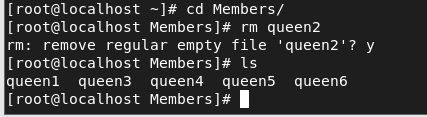 [root@localhost ~]# cd Members/
[root@localhost Members]# rm queen2
rm: remove regular empty file 'queen2'? y
[root@localhost Members]# ls
queen1  queen3  queen4  queen5  queen6
[root@localhost Members]#